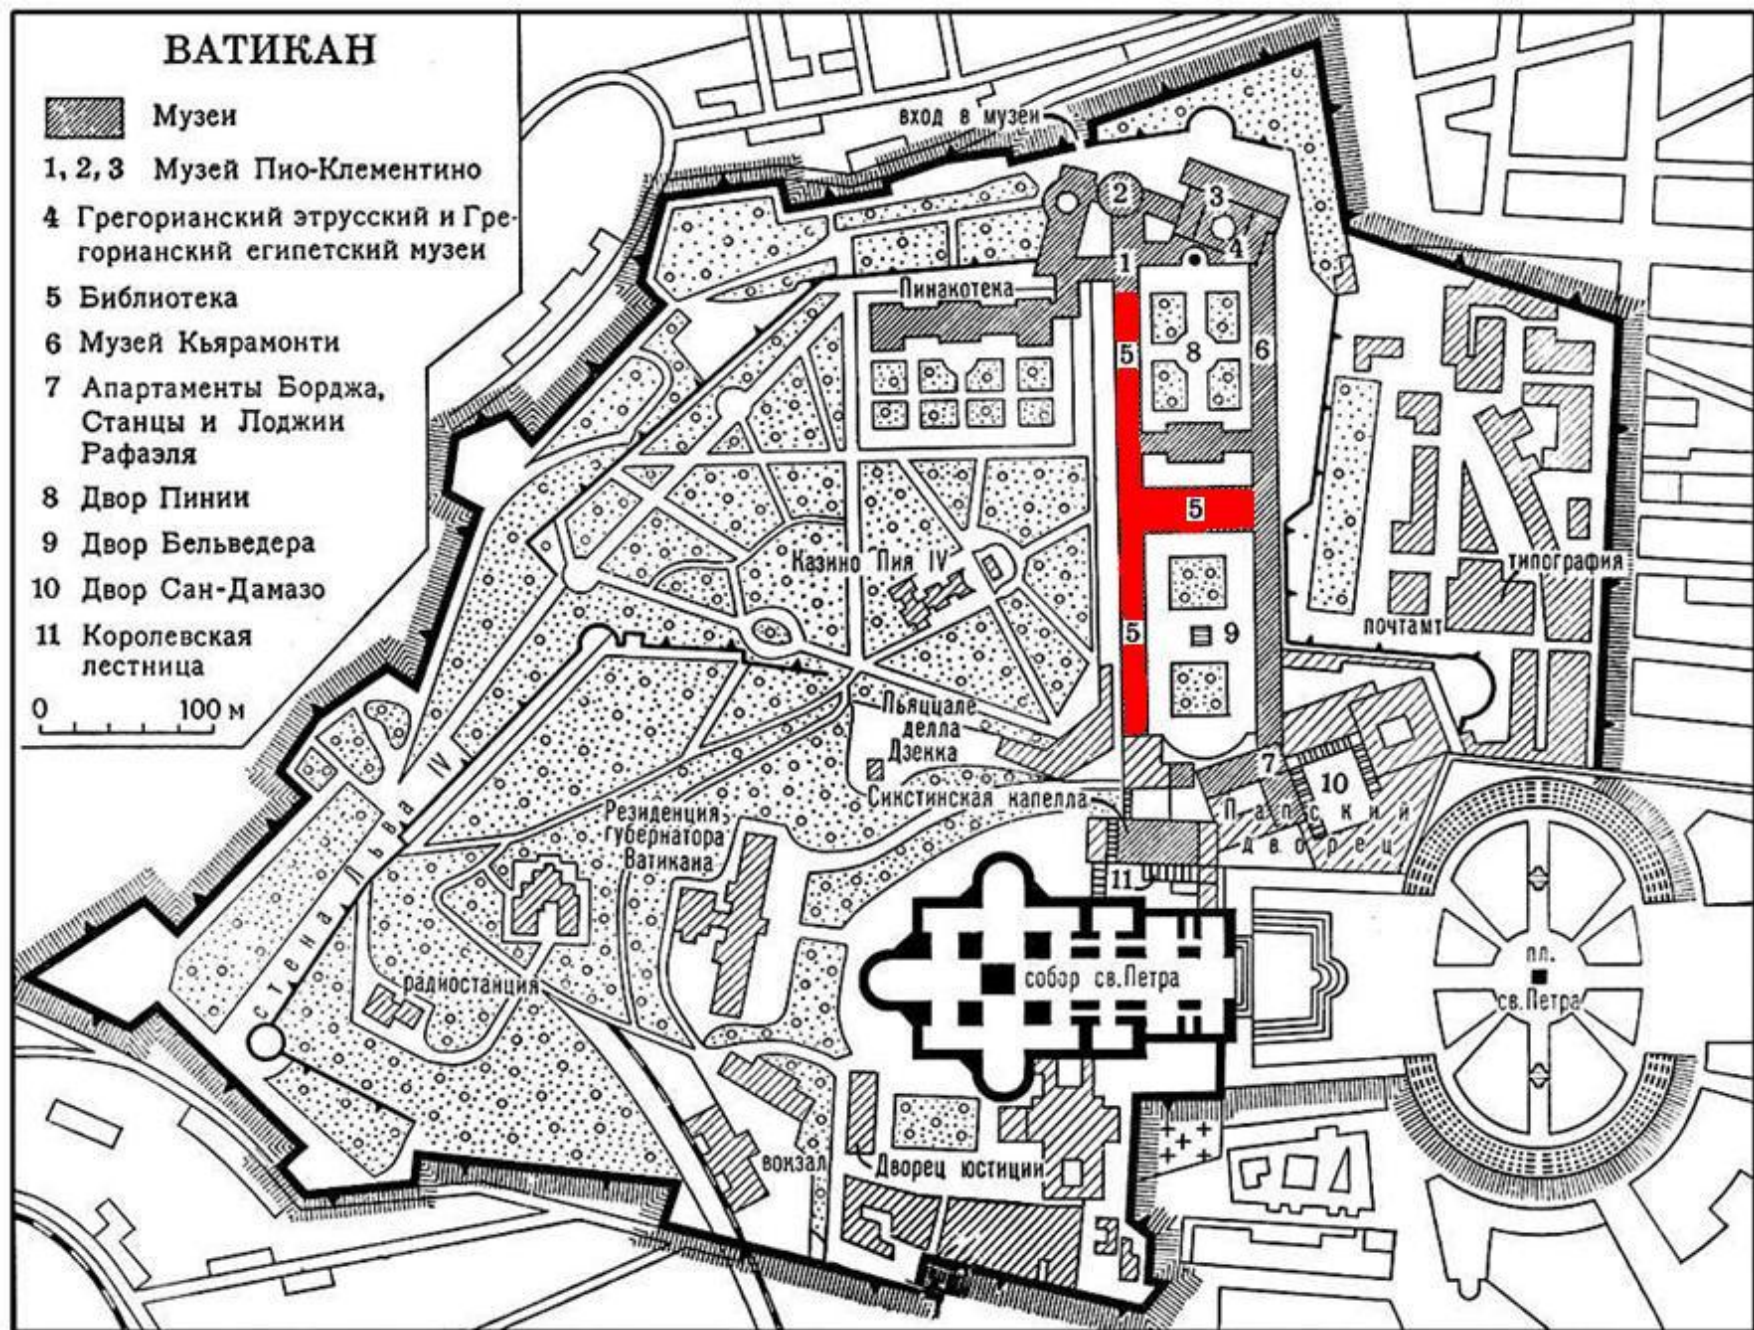 ВАТИКАН
Музеи
1, 2, 3 Музей Пио-Клементино
4 Грегорианский этрусский и Гре-
горианский египетский музеи
5 Библиотека
6 Музей Кьярамонти
7 Апартаменты Борджа,
Станцы и Лоджии
Рафаэля
8 Двор Пинии
9 Двор Бельведера
10 Двор Сан-Дамазо
11 Королевская
лестница
0 100 м
вход в музеи
2
3
4
1
Пинакотека
5
8
6
5
Казино Пия IV
типография
5
9
почтамт
Пьяццале
делла
Дзекка
7
10
Сикстинская капелла
Папский
дворец
Резиденция
губернатора
Ватикана
11
стена Льва IV
радиостанция
собор св.Петра
пл.
св.Петра
вокзал
Дворец юстиции